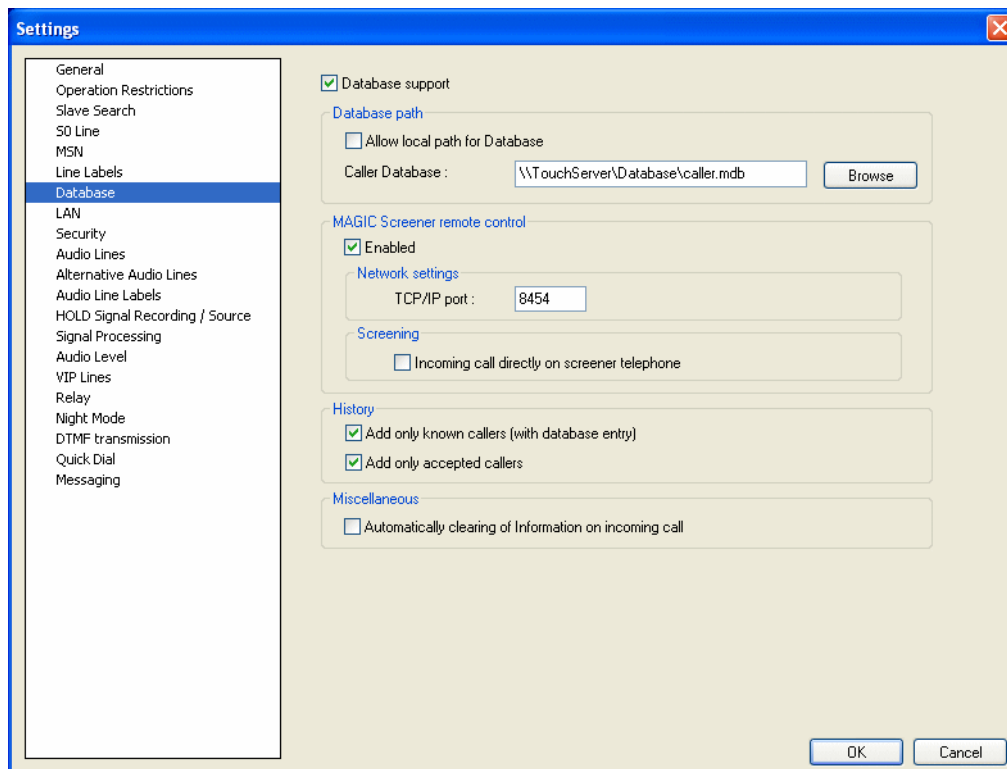 Settings
General
Operation Restrictions
Slave Search
S0 Line
MSN
Line Labels
Database
LAN
Security
Audio Lines
Alternative Audio Lines
Audio Line Labels
HOLD Signal Recording / Source
Signal Processing
Audio Level
VIP Lines
Relay
Night Mode
DTMF transmission
Quick Dial
Messaging
Database support
Database path
Allow local path for Database
Caller Database : \\TouchServer\Database\caller.mdb Browse
MAGIC Screener remote control
Enabled
Network settings
TCP/IP port : 8454
Screening
Incoming call directly on screener telephone
History
Add only known callers (with database entry)
Add only accepted callers
Miscellaneous
Automatically clearing of Information on incoming call
OK Cancel